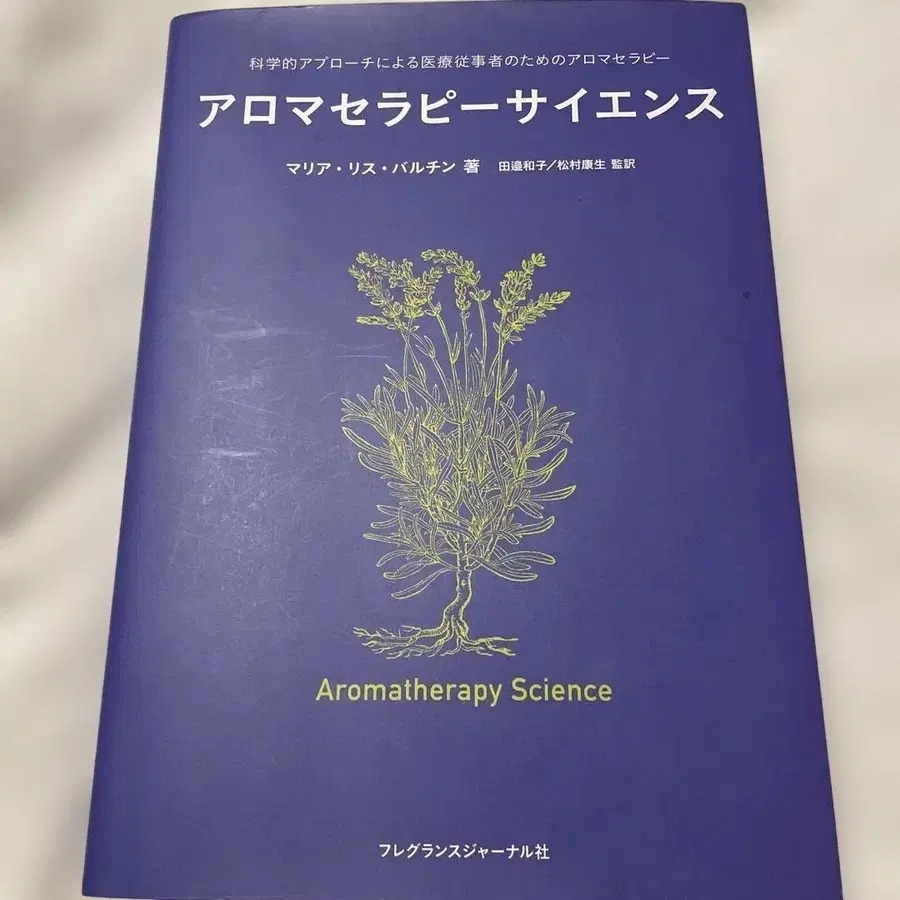 科学的アプローチによる医療従事者のためのアロマセラピー
アロマセラピーサイエンス
マリア・リス・バルチン 著 田邉和子／松村康生 監訳
Aromatherapy Science
フレグランスジャーナル社